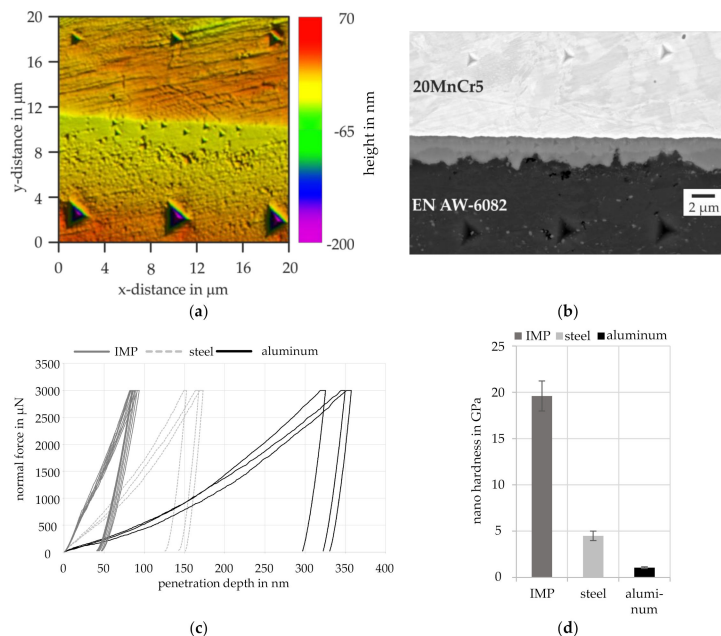 (a)
20
16
12
8
4
0
y-distance in μm
0
4
8
12
16
20
x-distance in μm
70
-65
-200
height in nm
(b)
20MnCr5
EN AW-6082
2 μm
(c)
IMP
steel
aluminum
3500
3000
2500
2000
1500
1000
500
0
normal force in μN
0
50
100
150
200
250
300
350
400
penetration depth in nm
(d)
IMP
steel
aluminum
25
20
15
10
5
0
nano hardness in GPa
IMP
steel
alumi-
num